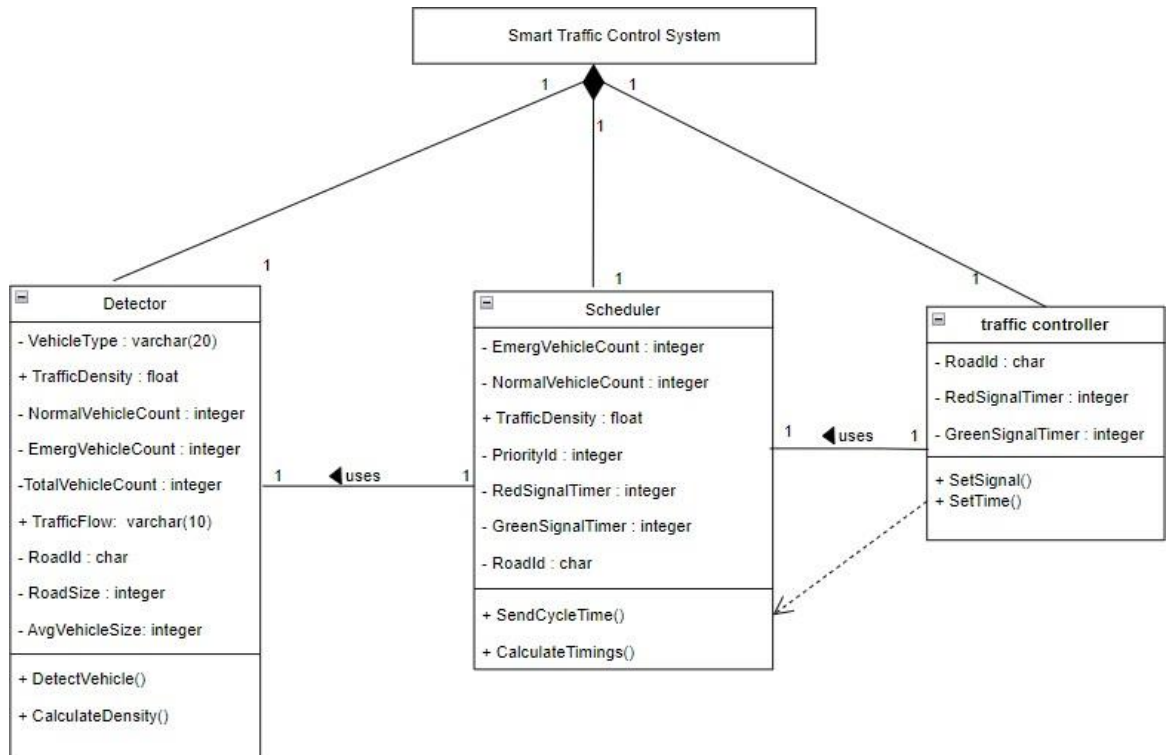 Smart Traffic Control System
1
1
1
1
1
1
Detector
- VehicleType : varchar(20)
+ TrafficDensity : float
- NormalVehicleCount : integer
- EmergVehicleCount : integer
-TotalVehicleCount : integer
+ TrafficFlow: varchar(10)
- RoadId : char
- RoadSize : integer
- AvgVehicleSize: integer
+ DetectVehicle()
+ CalculateDensity()
1
uses
1
Scheduler
- EmergVehicleCount : integer
- NormalVehicleCount : integer
+ TrafficDensity : float
- PriorityId : integer
- RedSignalTimer : integer
- GreenSignalTimer : integer
- RoadId : char
+ SendCycleTime()
+ CalculateTimings()
1
uses
1
traffic controller
- RoadId : char
- RedSignalTimer : integer
- GreenSignalTimer : integer
+ SetSignal()
+ SetTime()